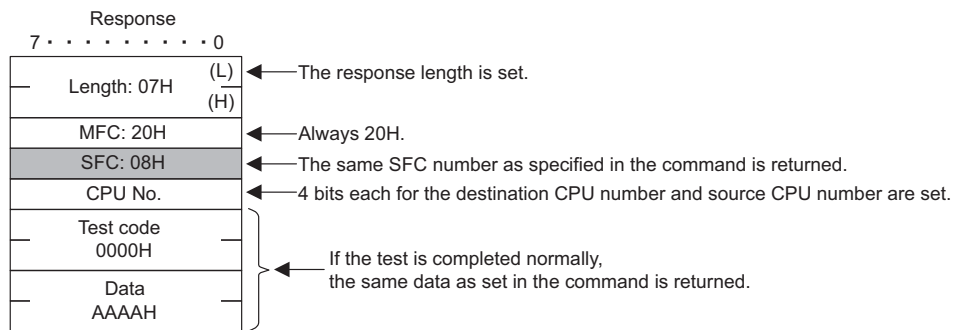 Response
7 · · · · · · · · · 0
Length: 07H
(L)
(H)
The response length is set.
MFC: 20H
Always 20H.
SFC: 08H
The same SFC number as specified in the command is returned.
CPU No.
4 bits each for the destination CPU number and source CPU number are set.
Test code
0000H
Data
AAAAH
If the test is completed normally,
the same data as set in the command is returned.